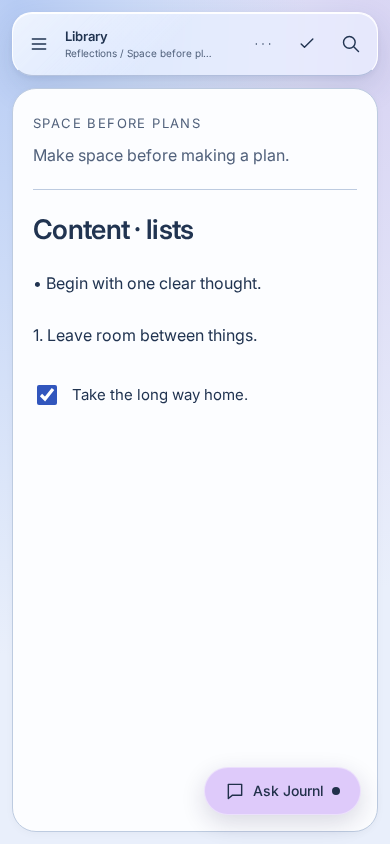 Library
Reflections / Space before pl...
SPACE BEFORE PLANS
Make space before making a plan.
Content · lists
• Begin with one clear thought.
1. Leave room between things.
Take the long way home.
Ask Journl